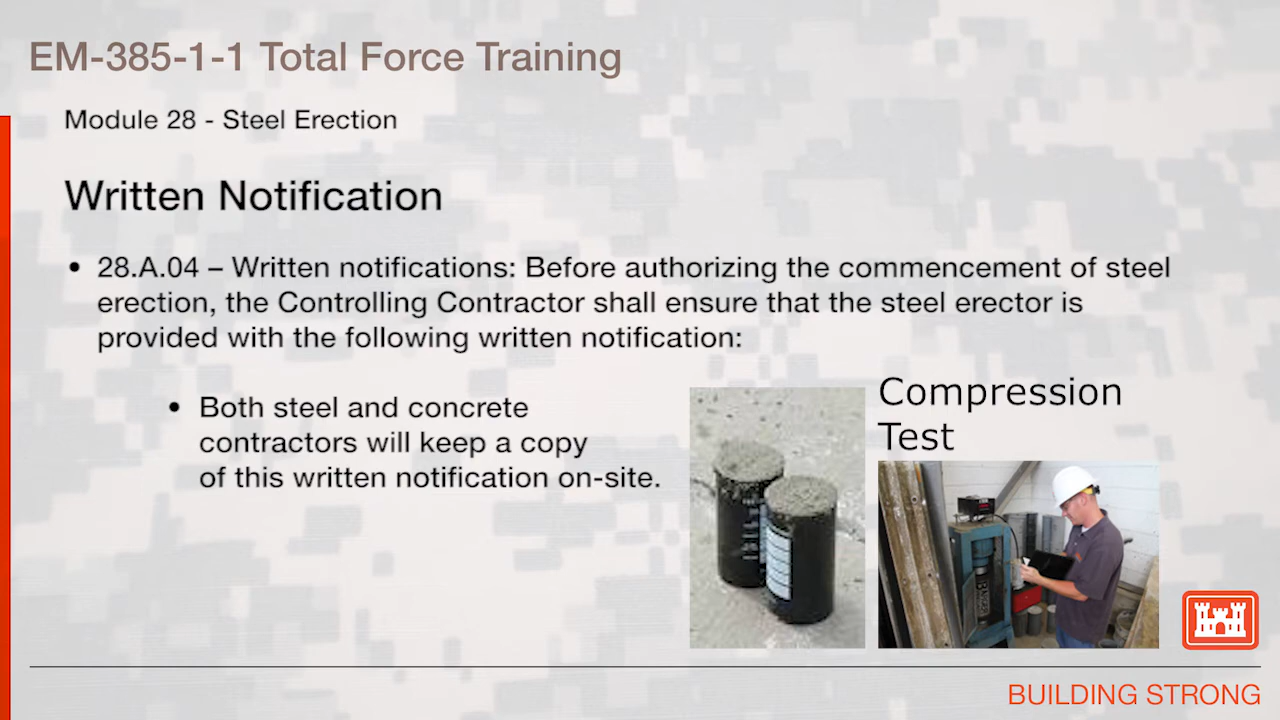 EM-385-1-1 Total Force Training
Module 28 - Steel Erection
Written Notification
• 28.A.04 – Written notifications: Before authorizing the commencement of steel
erection, the Controlling Contractor shall ensure that the steel erector is
provided with the following written notification:
• Both steel and concrete
contractors will keep a copy
of this written notification on-site.
Compression
Test
BUILDING STRONG